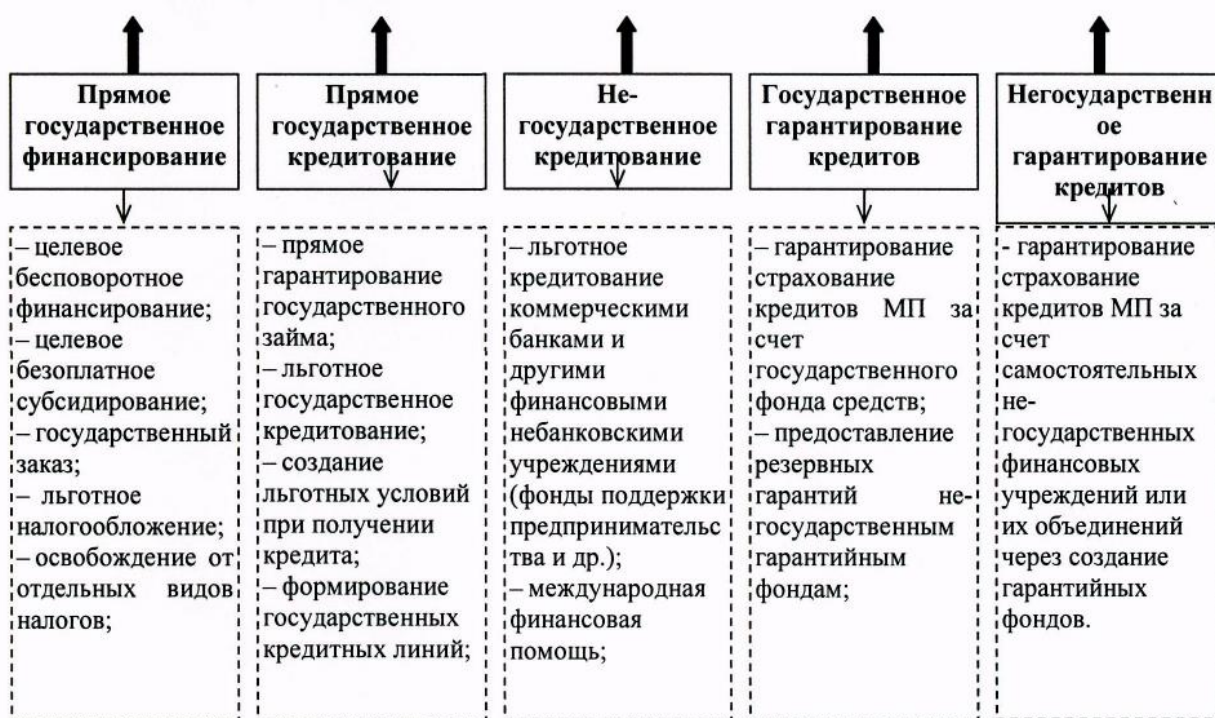 Прямое
государственное
финансирование
Прямое
государственное
кредитование
Не-
государственное
кредитование
Государственное
гарантирование
кредитов
Негосударственн
ое
гарантирование
кредитов
– целевое
бесповоротное
финансирование;
– целевое
безоплатное
субсидирование;
– государственный
заказ;
– льготное
налогообложение;
– освобождение от
отдельных видов
налогов;
– прямое
гарантирование
государственного
займа;
– льготное
государственное
кредитование;
– создание
льготных условий
при получении
кредита;
– формирование
государственных
кредитных линий;
– льготное
кредитование
коммерческими
банками и
другими
финансовыми
небанковскими
учреждениями
(фонды поддержки
предпринимательс
тва и др.);
– международная
финансовая
помощь;
– гарантирование
страхование
кредитов МП за
счет
государственного
фонда средств;
– предоставление
резервных
гарантий не-
государственным
гарантийным
фондам;
- гарантирование
страхование
кредитов МП за
счет
самостоятельных
не-
государственных
финансовых
учреждений или
их объединений
через создание
гарантийных
фондов.